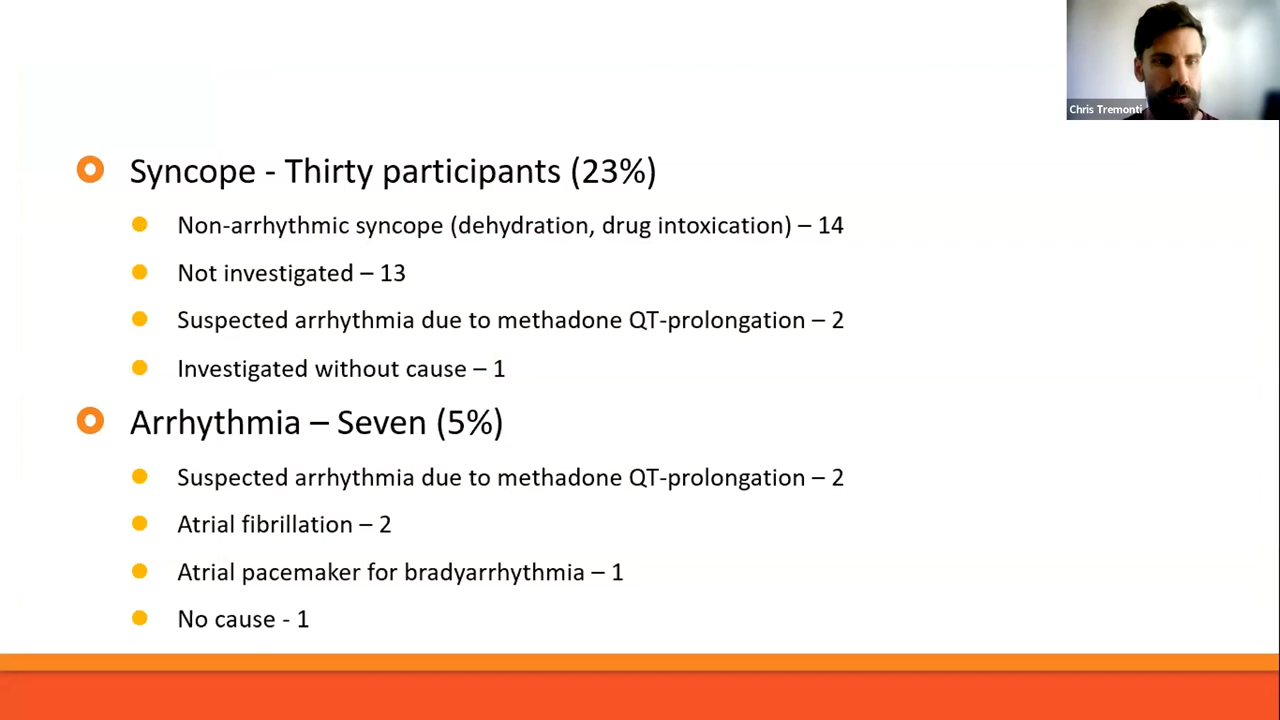 Chris Tremonti
Syncope - Thirty participants (23%)
Non-arrhythmic syncope (dehydration, drug intoxication) – 14
Not investigated – 13
Suspected arrhythmia due to methadone QT-prolongation – 2
Investigated without cause – 1
Arrhythmia – Seven (5%)
Suspected arrhythmia due to methadone QT-prolongation – 2
Atrial fibrillation – 2
Atrial pacemaker for bradyarrhythmia – 1
No cause - 1